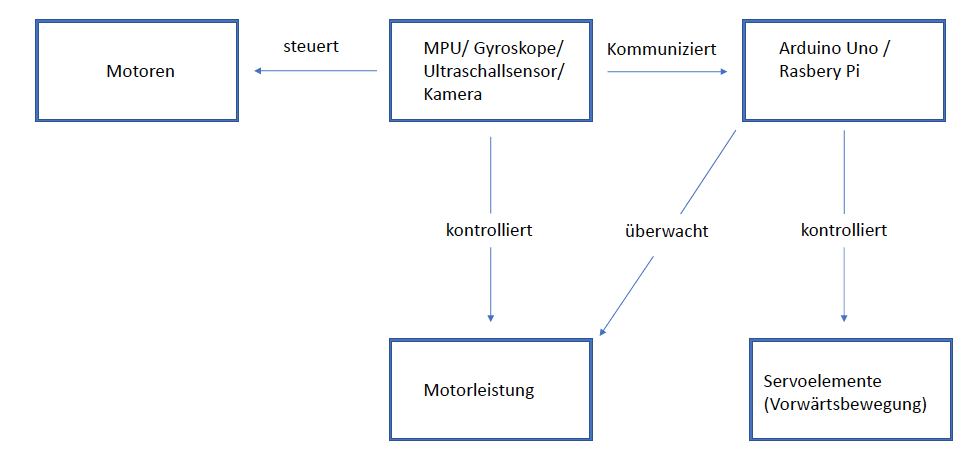 Motoren
steuert
MPU/ Gyroskope/
Ultraschallsensor/
Kamera
Kommuniziert
Arduino Uno /
Rasbery Pi
kontrolliert
überwacht
kontrolliert
Motorleistung
Servoelemente
(Vorwärtsbewegung)